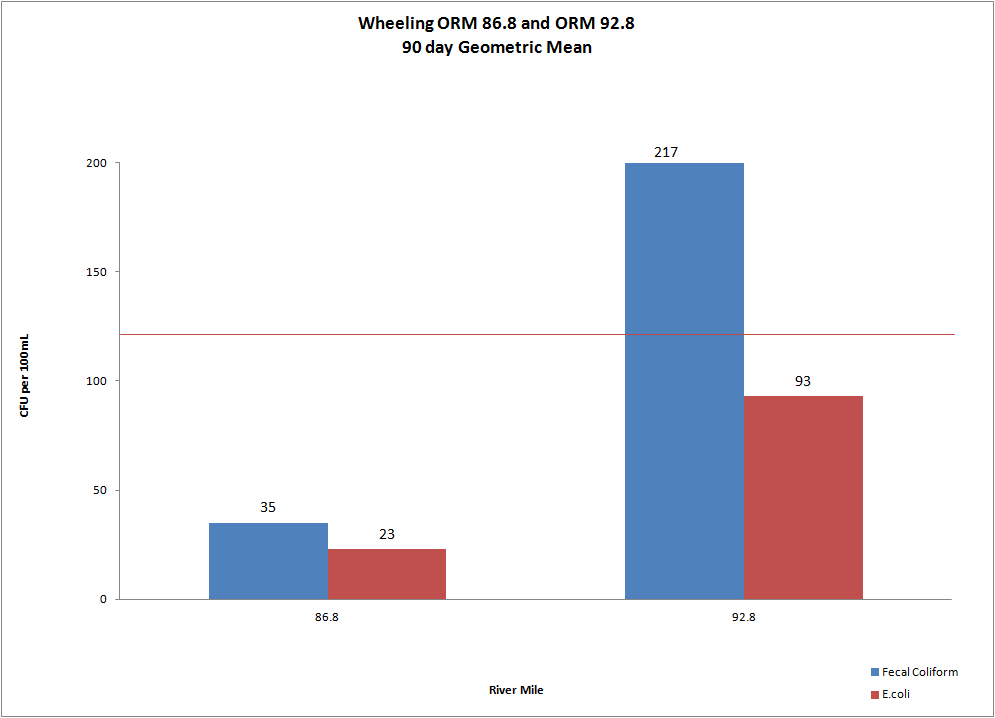 Wheeling ORM 86.8 and ORM 92.8
90 day Geometric Mean
217
200
150
100
93
50
35
23
0
86.8
92.8
CFU per 100mL
River Mile
Fecal Coliform
E.coli